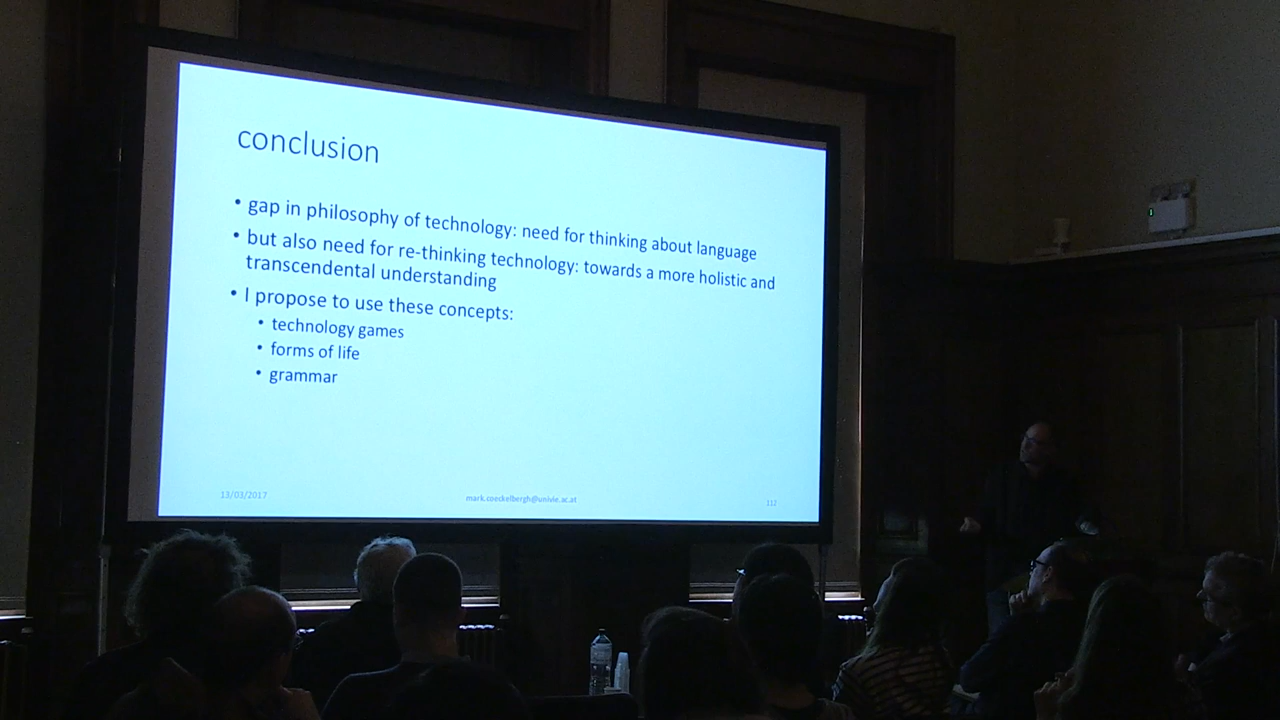 conclusion
• gap in philosophy of technology: need for thinking about language
• but also need for re-thinking technology: towards a more holistic and
transcendental understanding
• I propose to use these concepts:
• technology games
• forms of life
• grammar
13/03/2017
mark.coeckelbergh@univie.ac.at
112